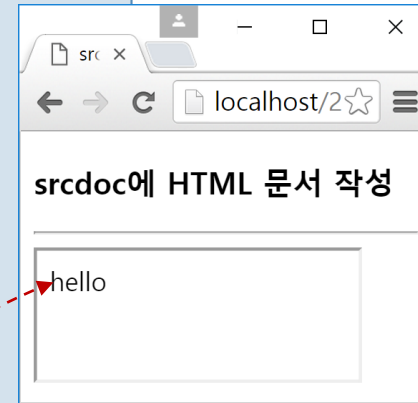 src
localhost/2
srcdoc에 HTML 문서 작성
hello